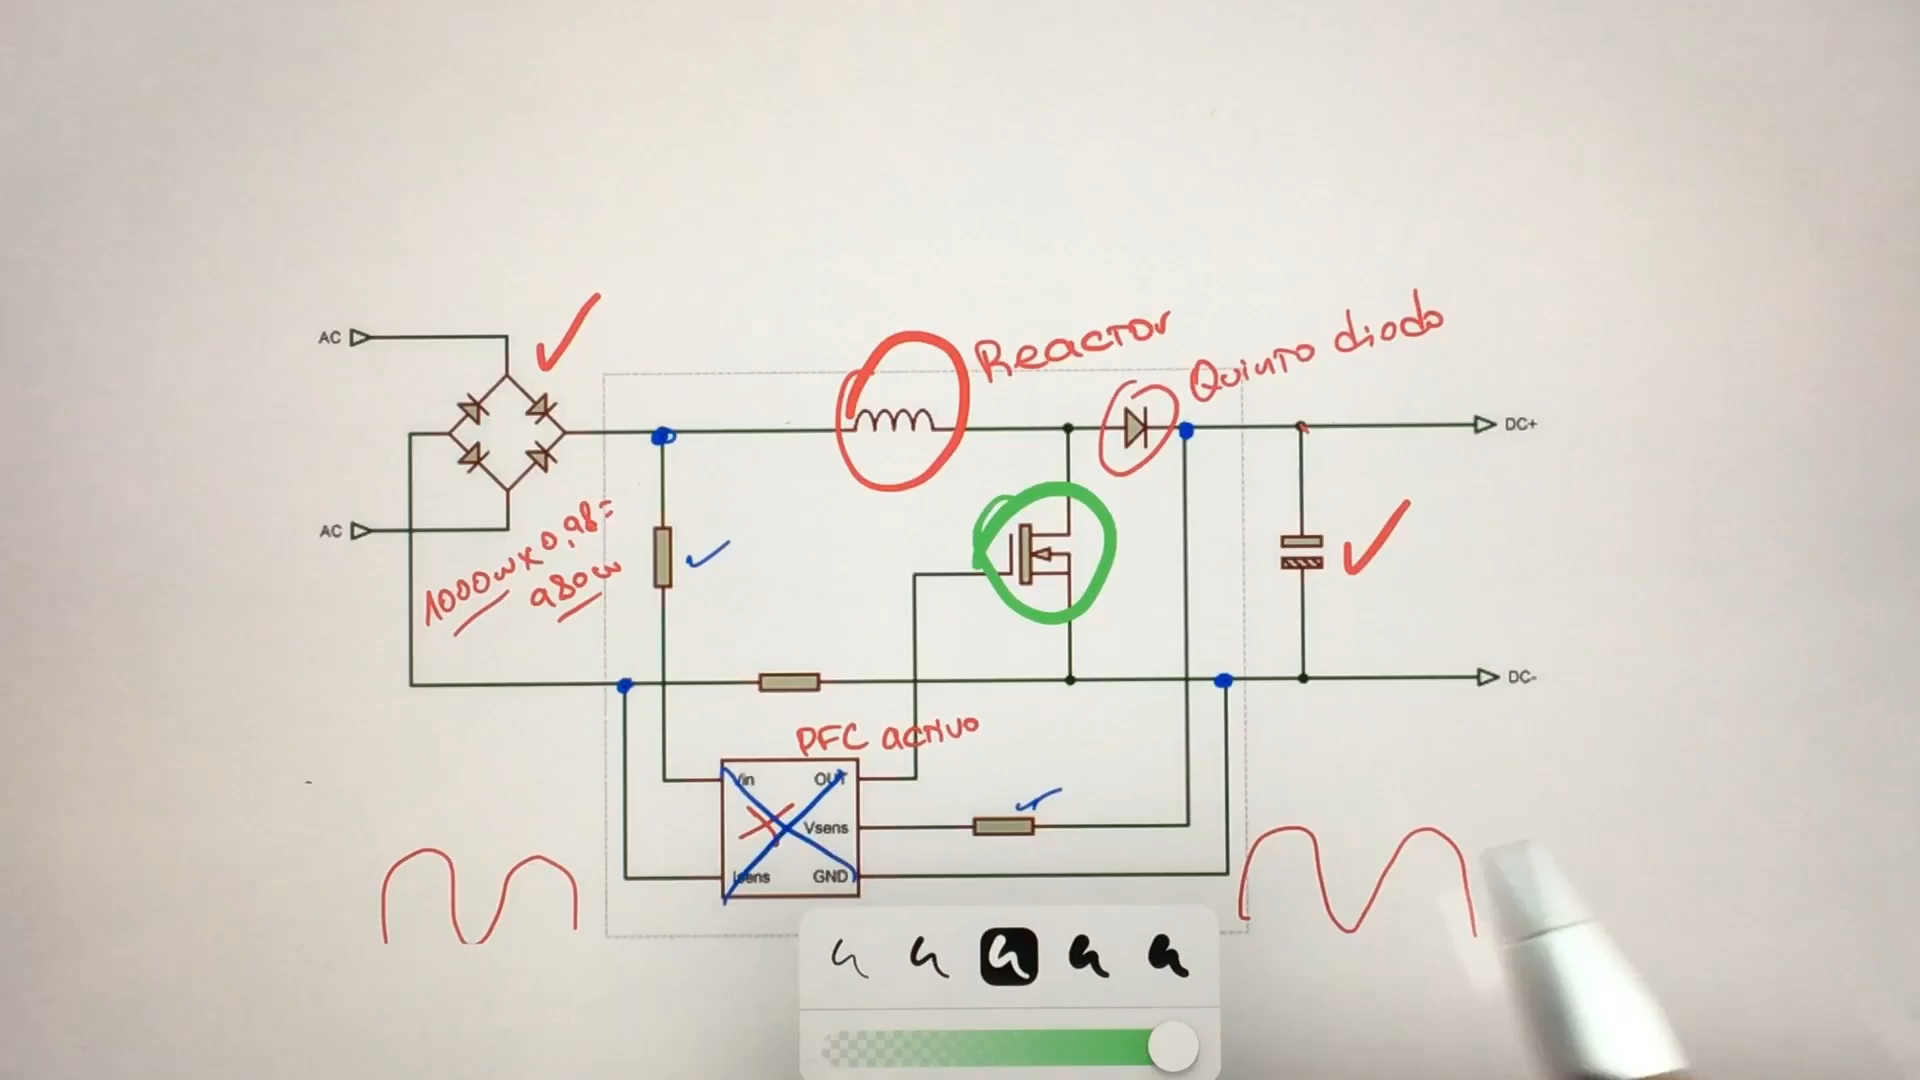 AC
Reactor
Quinto diodo
DC+
AC
1000w x 0,98=
980w
DC-
PFC activo
Vin
OUT
Vsens
Isens
GND
a a a a a